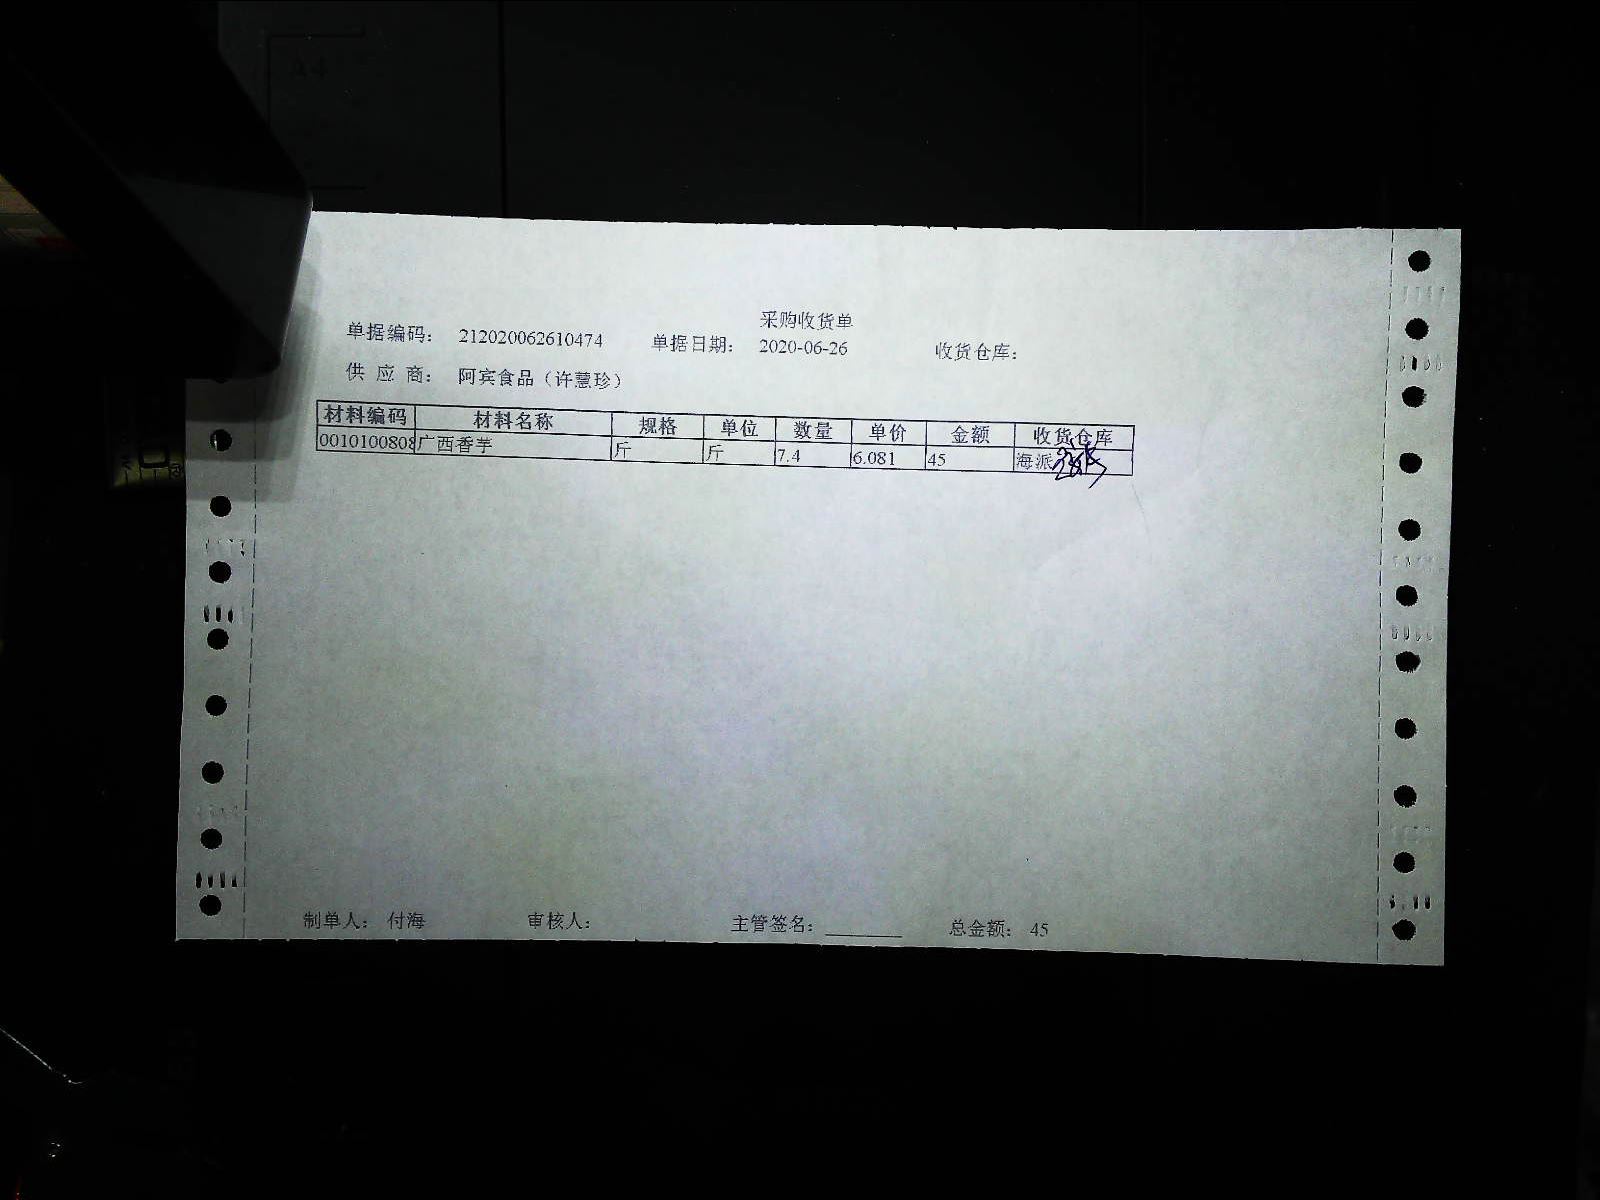 采购收货单
单据编码： 212020062610474 单据日期： 2020-06-26 收货仓库：
供 应 商： 阿宾食品（许慧珍）
材料编码 材料名称 规格 单位 数量 单价 金额 收货仓库
0010100808 广西香芋 斤 斤 7.4 6.081 45 海派
制单人： 付海 审核人： 主管签名： 总金额： 45